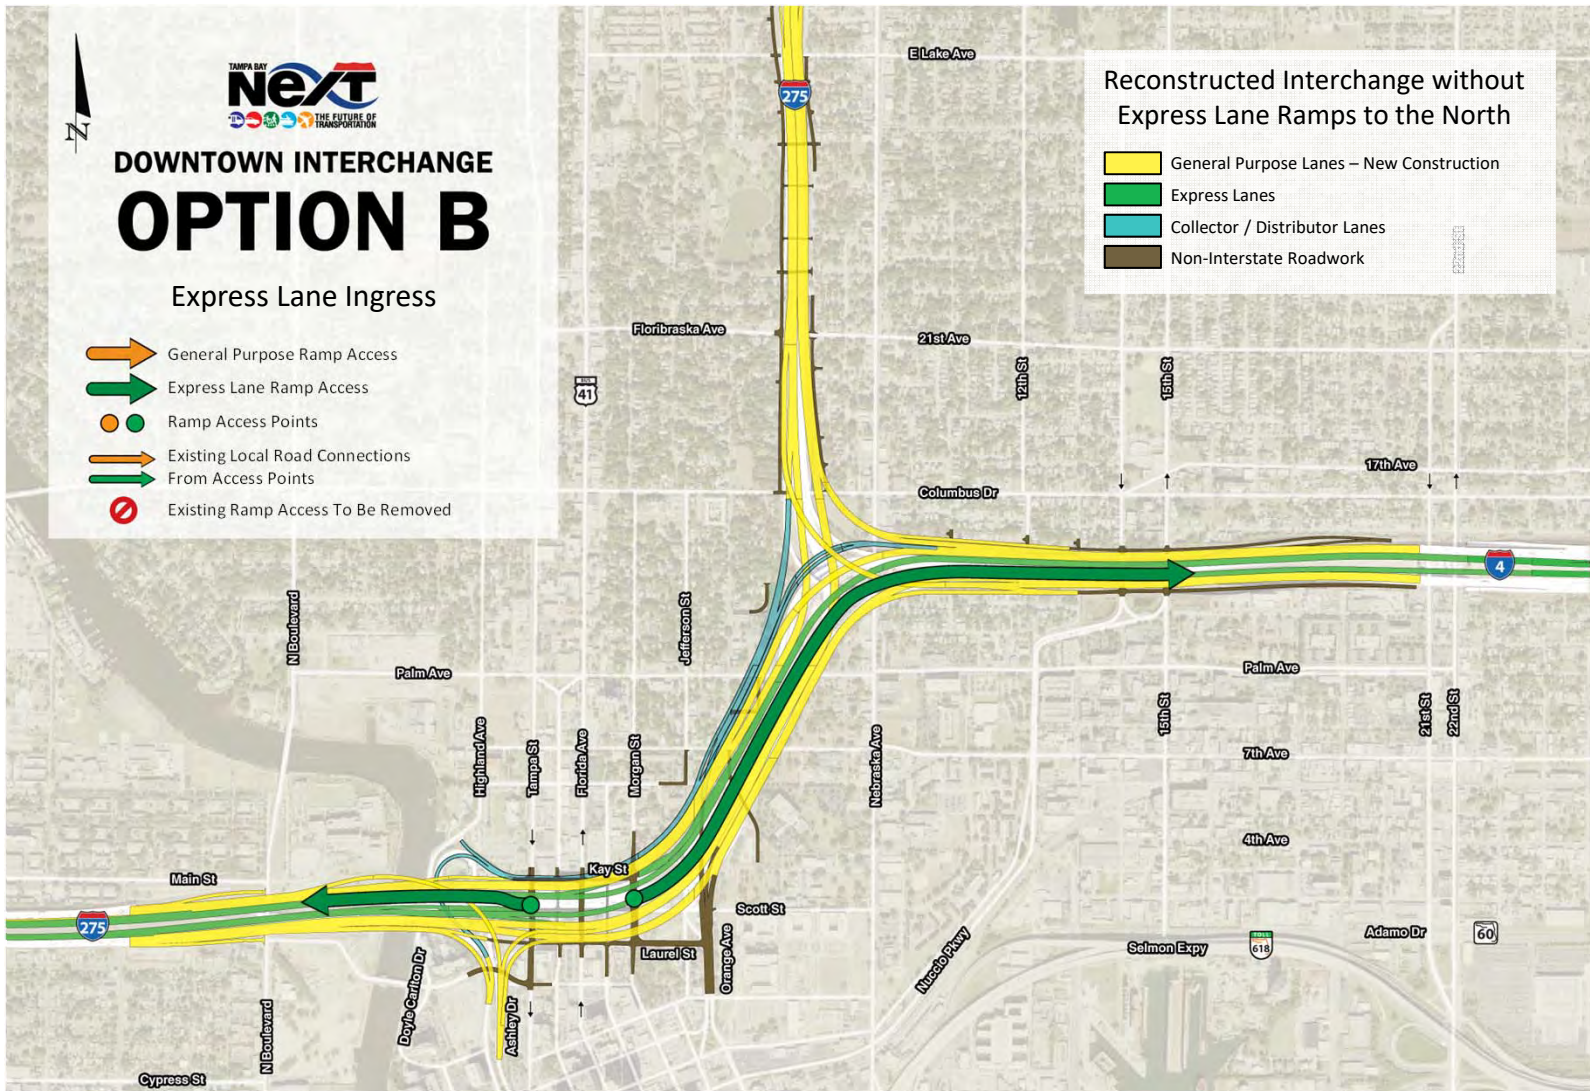 TAMPA BAY
NexT
THE FUTURE OF
TRANSPORTATION
N
DOWNTOWN INTERCHANGE
OPTION B
Express Lane Ingress
General Purpose Ramp Access
Express Lane Ramp Access
Ramp Access Points
Existing Local Road Connections
From Access Points
Existing Ramp Access To Be Removed
Reconstructed Interchange without
Express Lane Ramps to the North
General Purpose Lanes – New Construction
Express Lanes
Collector / Distributor Lanes
Non-Interstate Roadwork
E Lake Ave
275
Floribraska Ave
21st Ave
12th St
15th St
41
17th Ave
Columbus Dr
4
N Boulevard
Jefferson St
Palm Ave
Palm Ave
Highland Ave
Tampa St
Florida Ave
Morgan St
Nebraska Ave
15th St
21st St
22nd St
7th Ave
4th Ave
Kay St
Main St
275
Scott St
Laurel St
Orange Ave
Nuccio Pkwy
Selmon Expy
TOLL
618
Adamo Dr
60
Doyle Carlton Dr
Ashley Dr
N Boulevard
Cypress St